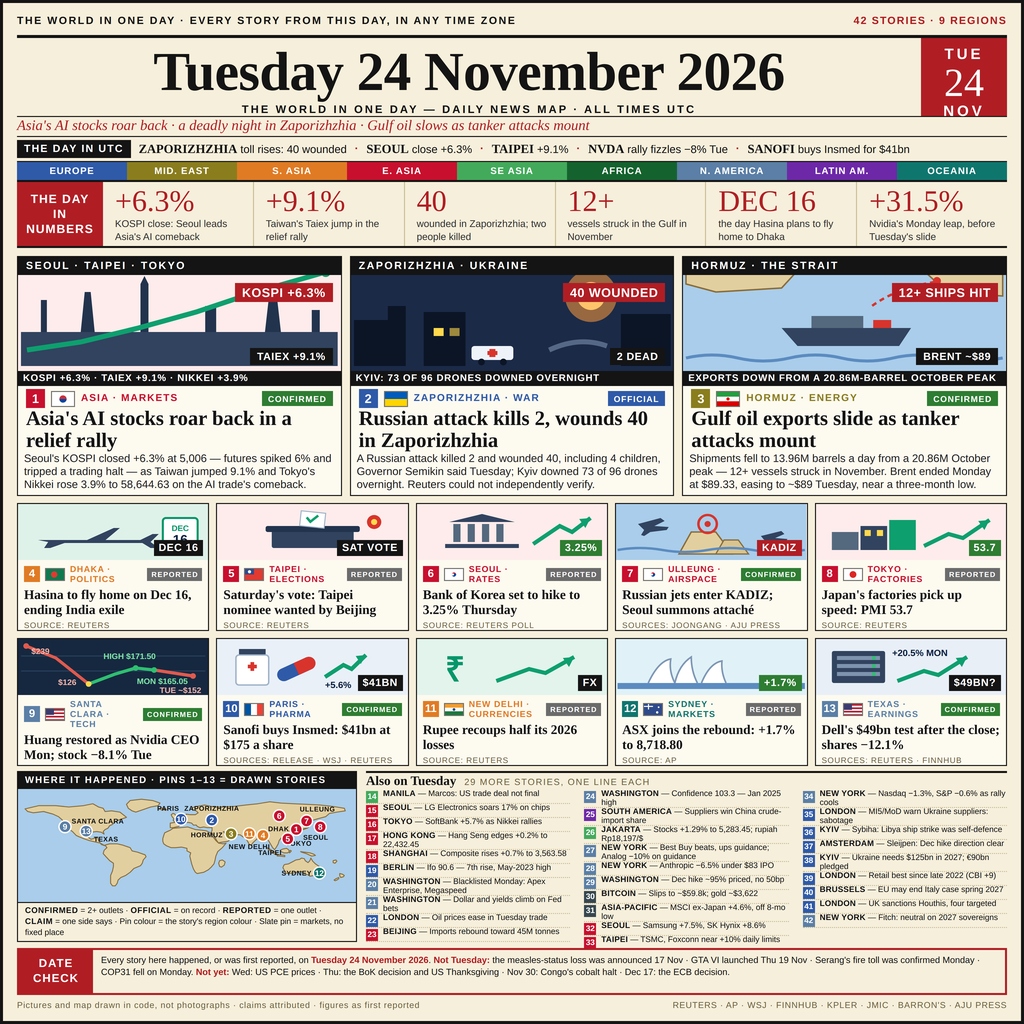 THE WORLD IN ONE DAY · EVERY STORY FROM THIS DAY, IN ANY TIME ZONE
42 STORIES · 9 REGIONS
Tuesday 24 November 2026
THE WORLD IN ONE DAY — DAILY NEWS MAP · ALL TIMES UTC
TUE
24
NOV
Asia's AI stocks roar back · a deadly night in Zaporizhzhia · Gulf oil slows as tanker attacks mount
THE DAY IN UTC
ZAPORIZHZHIA toll rises: 40 wounded · SEOUL close +6.3% · TAIPEI +9.1% · NVDA rally fizzles −8% Tue · SANOFI buys Insmed for $41bn
EUROPE
MID. EAST
S. ASIA
E. ASIA
SE ASIA
AFRICA
N. AMERICA
LATIN AM.
OCEANIA
THE DAY
IN
NUMBERS
+6.3%
KOSPI close: Seoul leads
Asia's AI comeback
+9.1%
Taiwan's Taiex jump in the
relief rally
40
wounded in Zaporizhzhia; two
people killed
12+
vessels struck in the Gulf in
November
DEC 16
the day Hasina plans to fly
home to Dhaka
+31.5%
Nvidia's Monday leap, before
Tuesday's slide
SEOUL · TAIPEI · TOKYO
KOSPI +6.3%
TAIEX +9.1%
KOSPI +6.3% · TAIEX +9.1% · NIKKEI +3.9%
1
ASIA · MARKETS
CONFIRMED
Asia's AI stocks roar back in a
relief rally
Seoul's KOSPI closed +6.3% at 5,006 — futures spiked 6% and
tripped a trading halt — as Taiwan jumped 9.1% and Tokyo's
Nikkei rose 3.9% to 58,644.63 on the AI trade's comeback.
ZAPORIZHZHIA · UKRAINE
40 WOUNDED
2 DEAD
KYIV: 73 OF 96 DRONES DOWNED OVERNIGHT
2
ZAPORIZHZHIA · WAR
OFFICIAL
Russian attack kills 2, wounds 40
in Zaporizhzhia
A Russian attack killed 2 and wounded 40, including 4 children,
Governor Semikin said Tuesday; Kyiv downed 73 of 96 drones
overnight. Reuters could not independently verify.
HORMUZ · THE STRAIT
12+ SHIPS HIT
BRENT ~$89
EXPORTS DOWN FROM A 20.86M-BARREL OCTOBER PEAK
3
HORMUZ · ENERGY
CONFIRMED
Gulf oil exports slide as tanker
attacks mount
Shipments fell to 13.96M barrels a day from a 20.86M October
peak — 12+ vessels struck in November. Brent ended Monday
at $89.33, easing to ~$89 Tuesday, near a three-month low.
DEC
16
DEC 16
4
DHAKA ·
POLITICS
REPORTED
Hasina to fly home on Dec 16,
ending India exile
SOURCE: REUTERS
SAT VOTE
5
TAIPEI ·
ELECTIONS
REPORTED
Saturday's vote: Taipei
nominee wanted by Beijing
SOURCE: REUTERS
3.25%
6
SEOUL ·
RATES
REPORTED
Bank of Korea set to hike to
3.25% Thursday
SOURCE: REUTERS POLL
KADIZ
7
ULLEUNG ·
AIRSPACE
CONFIRMED
Russian jets enter KADIZ;
Seoul summons attaché
SOURCES: JOONGANG · AJU PRESS
53.7
8
TOKYO ·
FACTORIES
REPORTED
Japan's factories pick up
speed: PMI 53.7
SOURCE: REUTERS
$239
HIGH $171.50
$126
MON $165.05
TUE ~$152
9
SANTA
CLARA ·
TECH
CONFIRMED
Huang restored as Nvidia CEO
Mon; stock −8.1% Tue
+5.6%
$41BN
10
PARIS ·
PHARMA
CONFIRMED
Sanofi buys Insmed: $41bn at
$175 a share
SOURCES: RELEASE · WSJ · REUTERS
₹
FX
11
NEW DELHI ·
CURRENCIES
REPORTED
Rupee recoups half its 2026
losses
SOURCE: REUTERS
+1.7%
12
SYDNEY ·
MARKETS
REPORTED
ASX joins the rebound: +1.7%
to 8,718.80
SOURCE: AP
+20.5% MON
$49BN?
13
TEXAS ·
EARNINGS
CONFIRMED
Dell's $49bn test after the close;
shares −12.1%
SOURCES: REUTERS · FINNHUB
WHERE IT HAPPENED · PINS 1–13 = DRAWN STORIES
PARIS
ZAPORIZHZHIA
ULLEUNG
SANTA CLARA
TEXAS
HORMUZ
DHAKA
SEOUL
TOKYO
NEW DELHI
TAIPEI
SYDNEY
9
13
10
2
3
11
4
6
7
1
8
5
12
CONFIRMED = 2+ outlets · OFFICIAL = on record · REPORTED = one outlet ·
CLAIM = one side says · Pin colour = the story's region colour · Slate pin = markets, no
fixed place
Also on Tuesday 29 MORE STORIES, ONE LINE EACH
14 MANILA — Marcos: US trade deal not final
15 SEOUL — LG Electronics soars 17% on chips
16 TOKYO — SoftBank +5.7% as Nikkei rallies
17 HONG KONG — Hang Seng edges +0.2% to
22,432.45
18 SHANGHAI — Composite rises +0.7% to 3,563.58
19 BERLIN — Ifo 90.6 – 7th rise, May-2023 high
20 WASHINGTON — Blacklisted Monday: Apex
Enterprise, Megaspeed
21 WASHINGTON — Dollar and yields climb on Fed
bets
22 LONDON — Oil prices ease in Tuesday trade
23 BEIJING — Imports rebound toward 45M tonnes
24 WASHINGTON — Confidence 103.3 — Jan 2025
high
25 SOUTH AMERICA — Suppliers win China crude-
import share
26 JAKARTA — Stocks +1.29% to 5,283.45; rupiah
Rp18,197/$
27 NEW YORK — Best Buy beats, ups guidance;
Analog ~10% on guidance
28 NEW YORK — Anthropic ~6.5% under $83 IPO
29 WASHINGTON — Dec hike ~95% priced, no 50bp
30 BITCOIN — Slips to ~$59.8k; gold ~$3,622
31 ASIA-PACIFIC — MSCI ex-Japan +4.6%, off 8-mo
low
32 SEOUL — Samsung +7.5%, SK Hynix +8.6%
33 TAIPEI — TSMC, Foxconn near +10% daily limits
34 NEW YORK — Nasdaq −1.3%, S&P −0.6% as rally
cools
35 LONDON — MI5/MoD warn Ukraine suppliers:
sabotage
36 KYIV — Sybiha: Libya ship strike was self-defence
37 AMSTERDAM — Sleijpen: Dec hike direction clear
38 KYIV — Ukraine needs $125bn in 2027; €90bn
pledged
39 LONDON — Retail best since late 2022 (CBI +9)
40 BRUSSELS — EU may end Italy case spring 2027
41 LONDON — UK sanctions Houthis, four targeted
42 NEW YORK — Fitch: neutral on 2027 sovereigns
DATE
CHECK
Every story here happened, or was first reported, on Tuesday 24 November 2026. Not Tuesday: the measles-status loss was announced 17 Nov · GTA VI launched Thu 19 Nov · Serang's fire toll was confirmed Monday ·
COP31 fell on Monday. Not yet: Wed: US PCE prices · Thu: the BoK decision and US Thanksgiving · Nov 30: Congo's cobalt halt · Dec 17: the ECB decision.
Pictures and map drawn in code, not photographs · claims attributed · figures as first reported
REUTERS · AP · WSJ · FINNHUB · KPLER · JMIC · BARRON'S · AJU PRESS